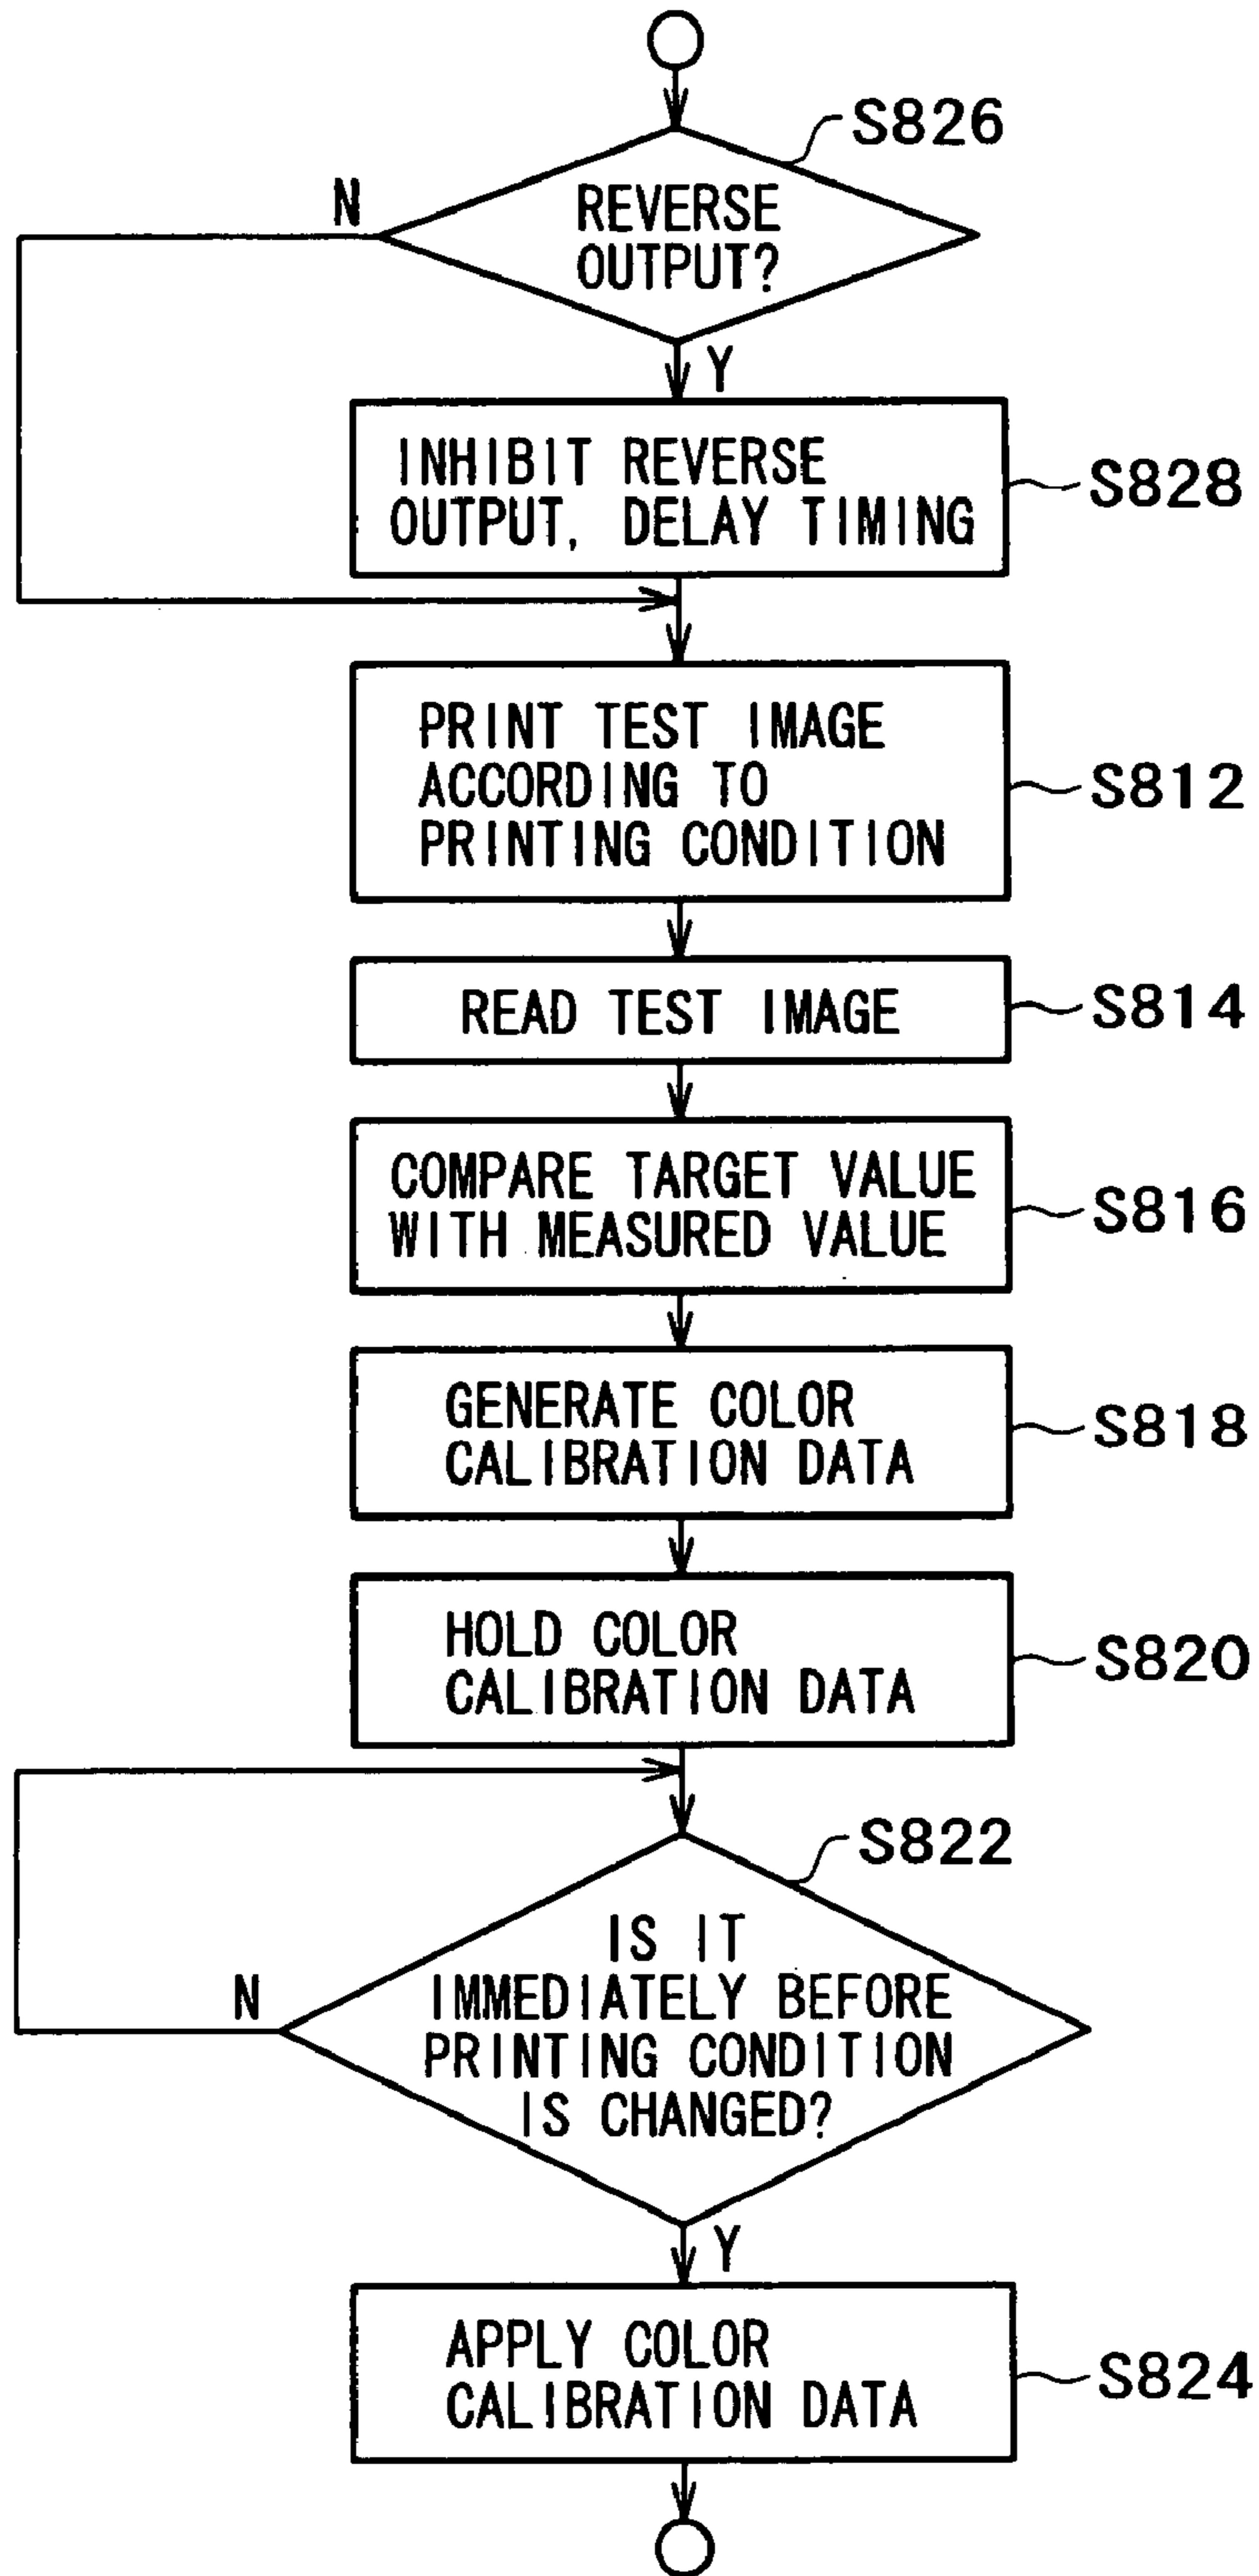 S826
REVERSE
OUTPUT?
N
Y
INHIBIT REVERSE
OUTPUT, DELAY TIMING
S828
PRINT TEST IMAGE
ACCORDING TO
PRINTING CONDITION
S812
READ TEST IMAGE
S814
COMPARE TARGET VALUE
WITH MEASURED VALUE
S816
GENERATE COLOR
CALIBRATION DATA
S818
HOLD COLOR
CALIBRATION DATA
S820
S822
IS IT
IMMEDIATELY BEFORE
PRINTING CONDITION
IS CHANGED?
N
Y
APPLY COLOR
CALIBRATION DATA
S824